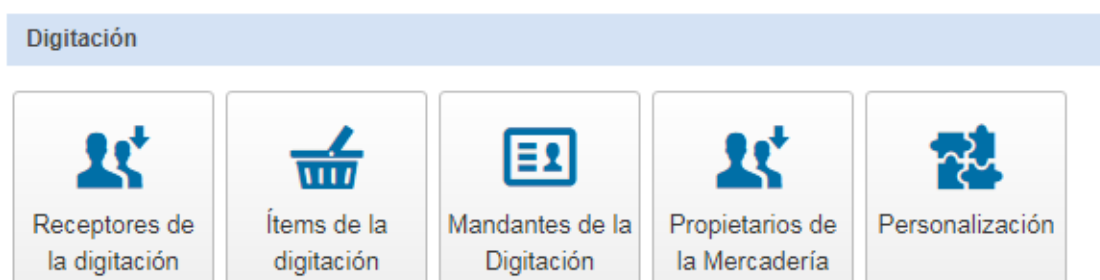 Digitación
Receptores de
la digitación
Ítems de la
digitación
Mandantes de la
Digitación
Propietarios de
la Mercadería
Personalización